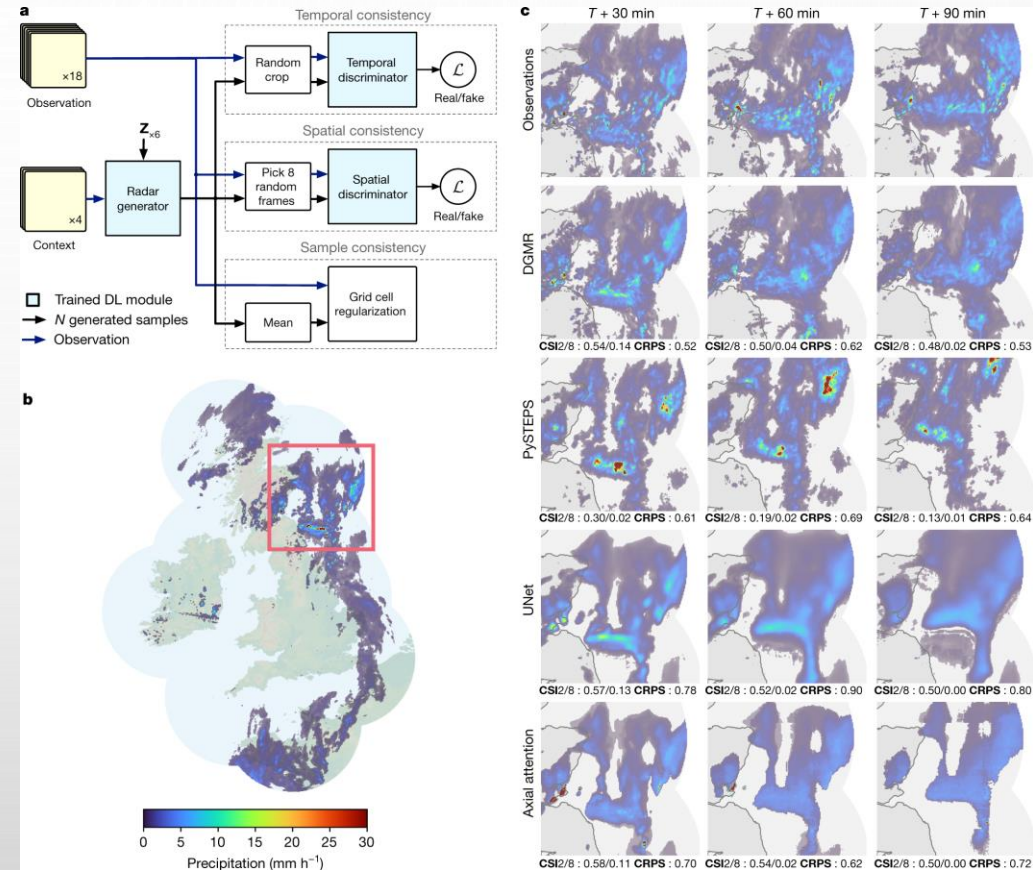 a
Temporal consistency
×18
Observation
Random
crop
Temporal
discriminator
ℒ
Real/fake
Z×6
Spatial consistency
Radar
generator
Pick 8
random
frames
Spatial
discriminator
ℒ
Real/fake
×4
Context
Sample consistency
Grid cell
regularization
Mean
Trained DL module
N generated samples
Observation
b
0 5 10 15 20 25 30
Precipitation (mm h⁻¹)
c
T + 30 min T + 60 min T + 90 min
Observations
DGMR
CSI2/8 : 0.54/0.14 CRPS : 0.52 CSI2/8 : 0.50/0.04 CRPS : 0.62 CSI2/8 : 0.48/0.02 CRPS : 0.53
PySTEPS
CSI2/8 : 0.30/0.02 CRPS : 0.61 CSI2/8 : 0.19/0.02 CRPS : 0.69 CSI2/8 : 0.13/0.01 CRPS : 0.64
UNet
CSI2/8 : 0.57/0.13 CRPS : 0.78 CSI2/8 : 0.52/0.02 CRPS : 0.90 CSI2/8 : 0.50/0.00 CRPS : 0.80
Axial attention
CSI2/8 : 0.58/0.11 CRPS : 0.70 CSI2/8 : 0.54/0.02 CRPS : 0.62 CSI2/8 : 0.50/0.00 CRPS : 0.72